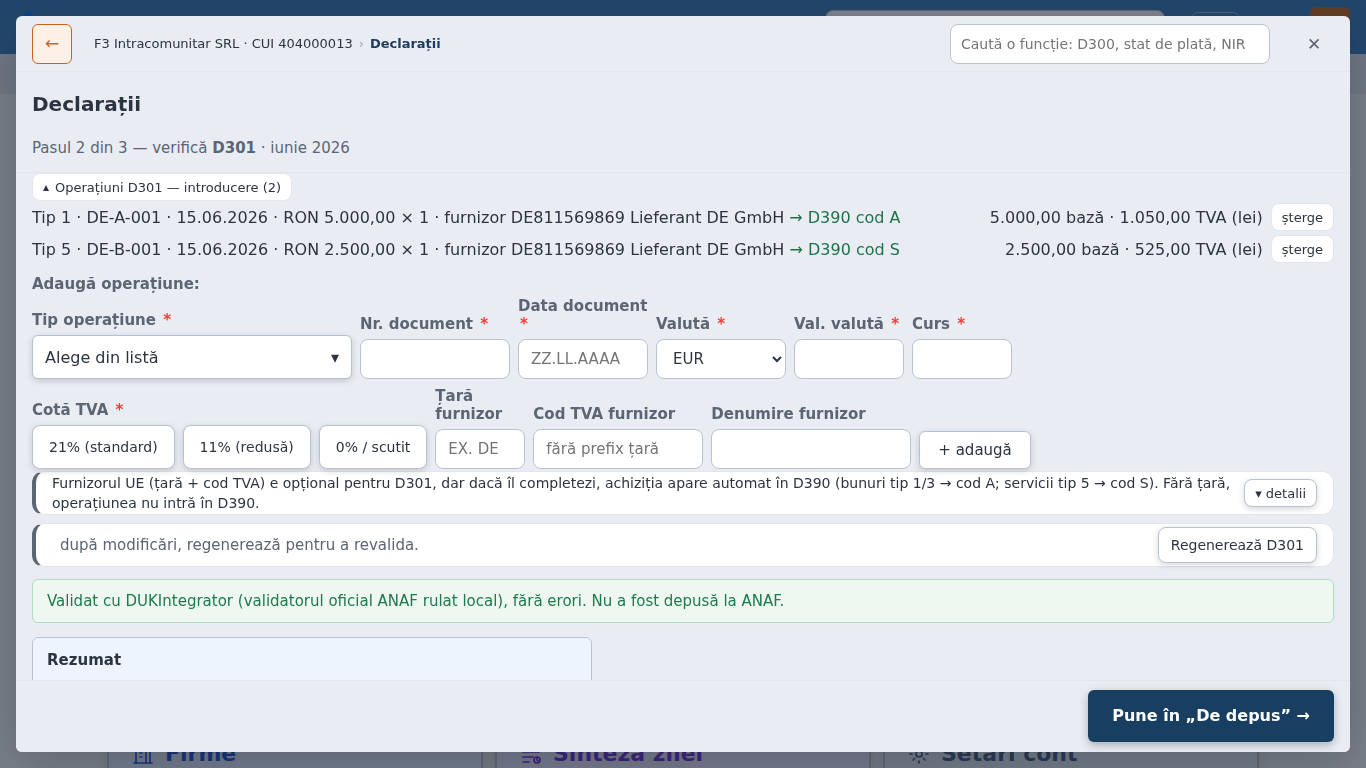 ←
F3 Intracomunitar SRL · CUI 404000013 › Declarații
Caută o funcție: D300, stat de plată, NIR
✕
Declarații
Pasul 2 din 3 — verifică D301 · iunie 2026
▴ Operațiuni D301 — introducere (2)
Tip 1 · DE-A-001 · 15.06.2026 · RON 5.000,00 × 1 · furnizor DE811569869 Lieferant DE GmbH → D390 cod A 5.000,00 bază · 1.050,00 TVA (lei) șterge
Tip 5 · DE-B-001 · 15.06.2026 · RON 2.500,00 × 1 · furnizor DE811569869 Lieferant DE GmbH → D390 cod S 2.500,00 bază · 525,00 TVA (lei) șterge
Adaugă operațiune:
Tip operațiune *
Nr. document *
Data document
*
Valută *
Val. valută *
Curs *
Alege din listă ▾
ZZ.LL.AAAA
EUR
Cotă TVA *
Țară
furnizor
Cod TVA furnizor
Denumire furnizor
21% (standard)
11% (redusă)
0% / scutit
EX. DE
fără prefix țară
+ adaugă
Furnizorul UE (țară + cod TVA) e opțional pentru D301, dar dacă îl completezi, achiziția apare automat în D390 (bunuri tip 1/3 → cod A; servicii tip 5 → cod S). Fără țară,
operațiunea nu intră în D390.
▾ detalii
după modificări, regenerează pentru a revalida.
Regenerează D301
Validat cu DUKIntegrator (validatorul oficial ANAF rulat local), fără erori. Nu a fost depusă la ANAF.
Rezumat
Pune în „De depus” →
Firme
Sinteza zilei
Setări cont